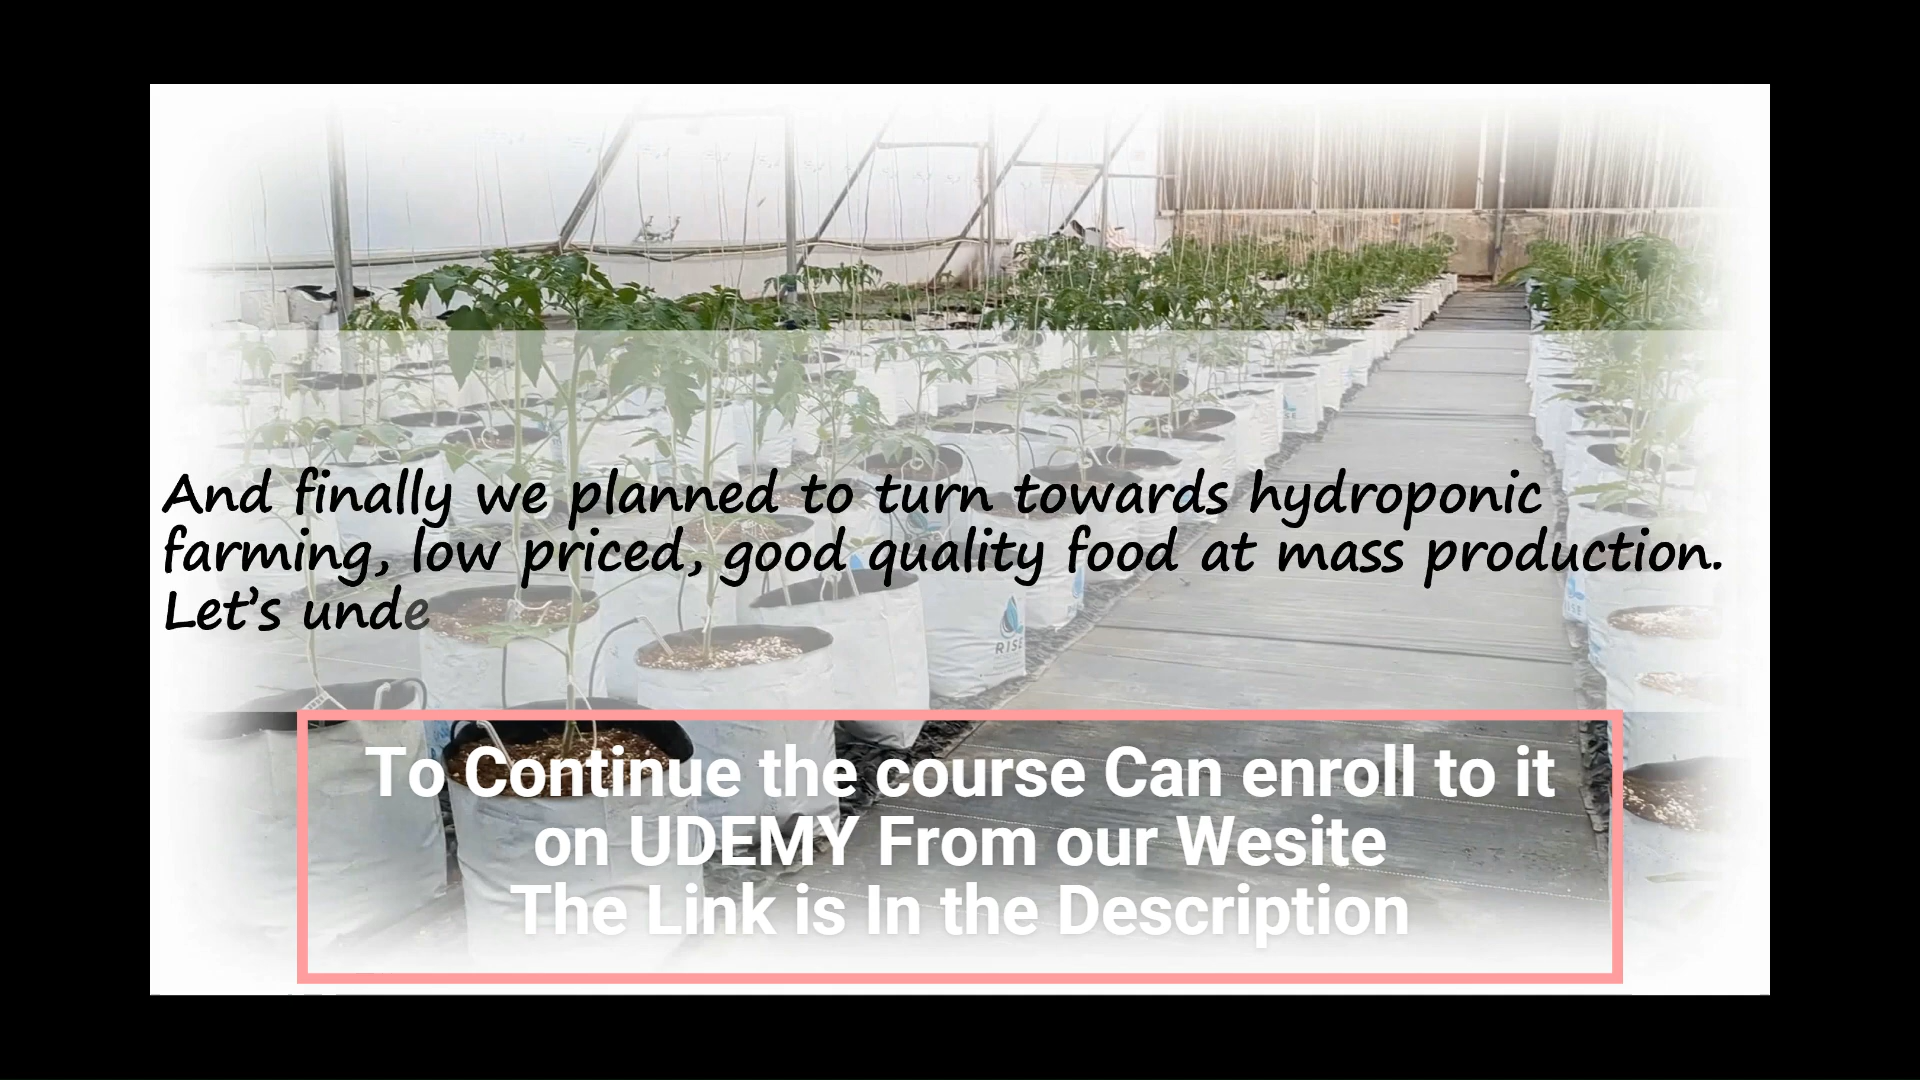 And finally we planned to turn towards hydroponic
farming, low priced, good quality food at mass production.
Let's unde
RISE
RISE
To Continue the course Can enroll to it
on UDEMY From our Wesite
The Link is In the Description